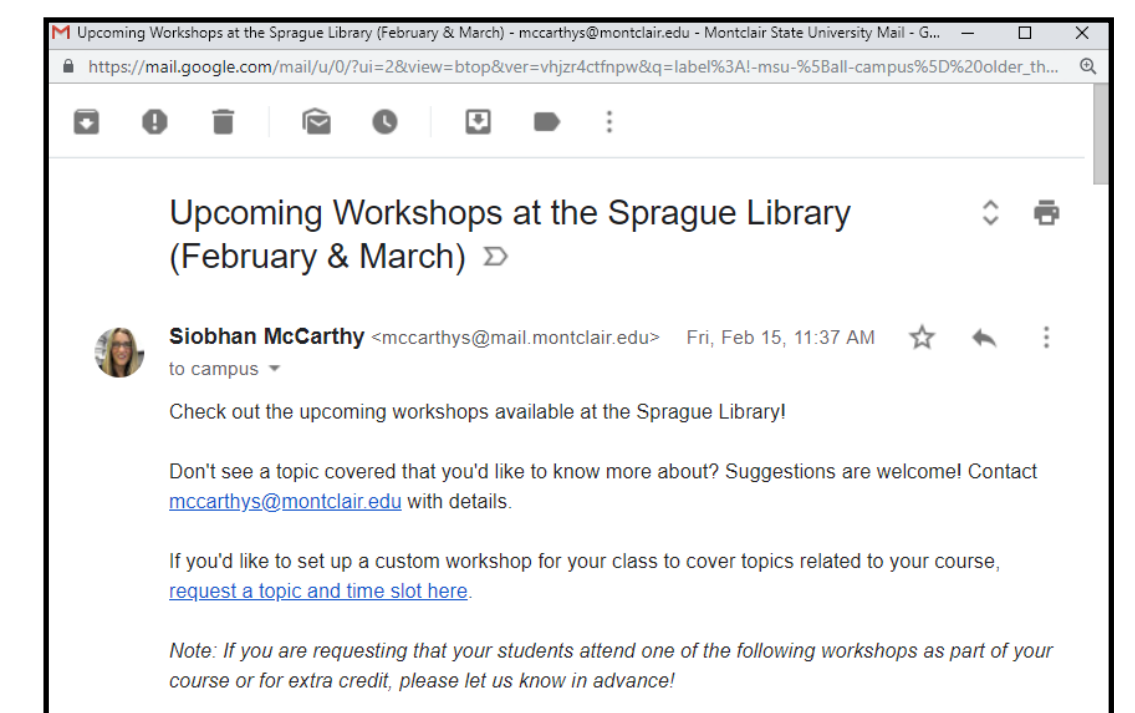 Upcoming Workshops at the Sprague Library (February & March) - mccarthys@montclair.edu - Montclair State University Mail - G...
https://mail.google.com/mail/u/0/?ui=2&view=btop&ver=vhjzr4ctfnpw&q=label%3A!-msu-%5Ball-campus%5D%20older_th...
Upcoming Workshops at the Sprague Library
(February & March)
Siobhan McCarthy <mccarthys@mail.montclair.edu> Fri, Feb 15, 11:37 AM
to campus
Check out the upcoming workshops available at the Sprague Library!
Don't see a topic covered that you'd like to know more about? Suggestions are welcome! Contact
mccarthys@montclair.edu with details.
If you'd like to set up a custom workshop for your class to cover topics related to your course,
request a topic and time slot here.
Note: If you are requesting that your students attend one of the following workshops as part of your
course or for extra credit, please let us know in advance!